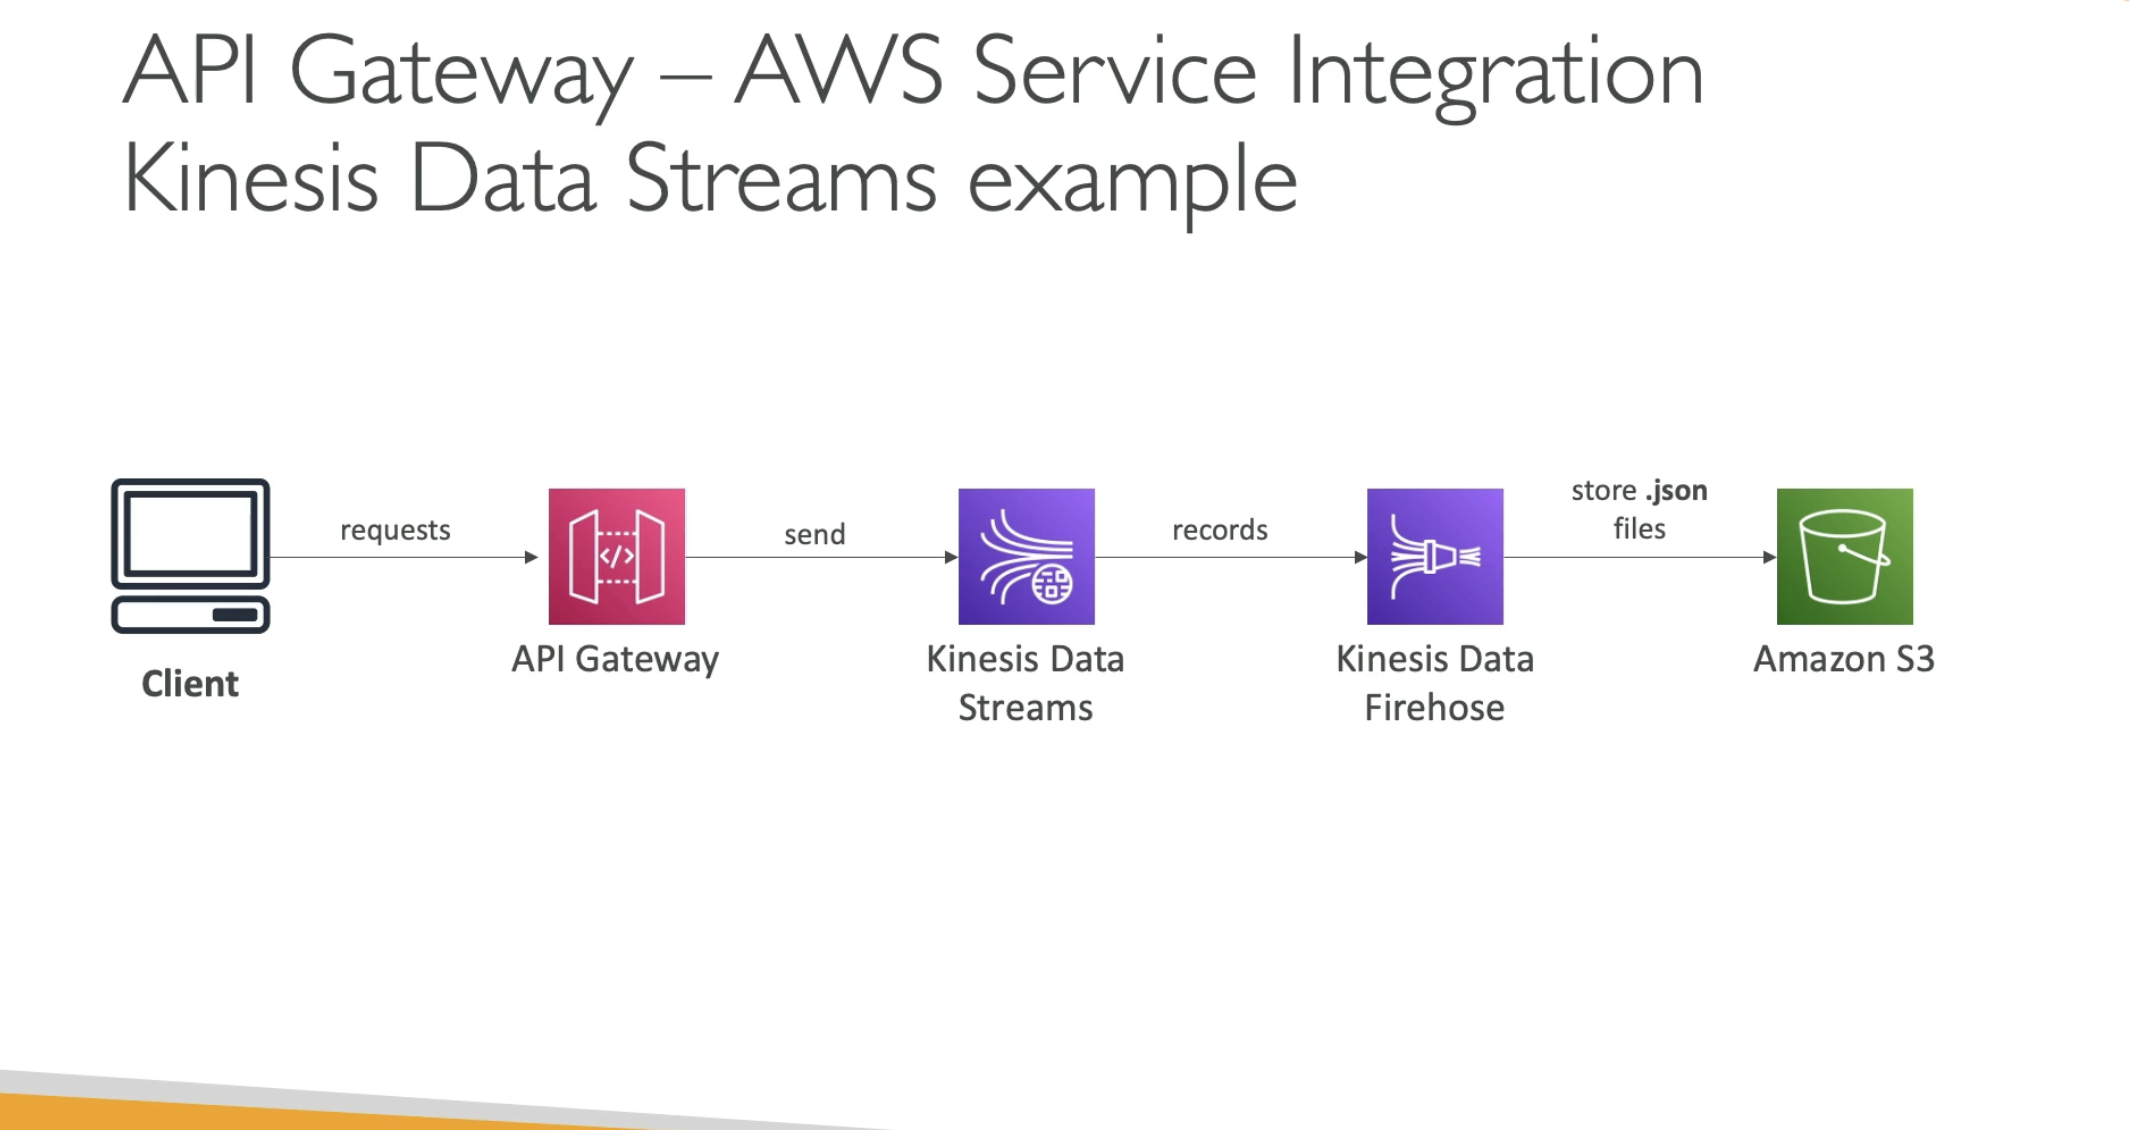 API Gateway – AWS Service Integration
Kinesis Data Streams example
requests
send
records
store .json
files
</>
Client
API Gateway
Kinesis Data
Streams
Kinesis Data
Firehose
Amazon S3